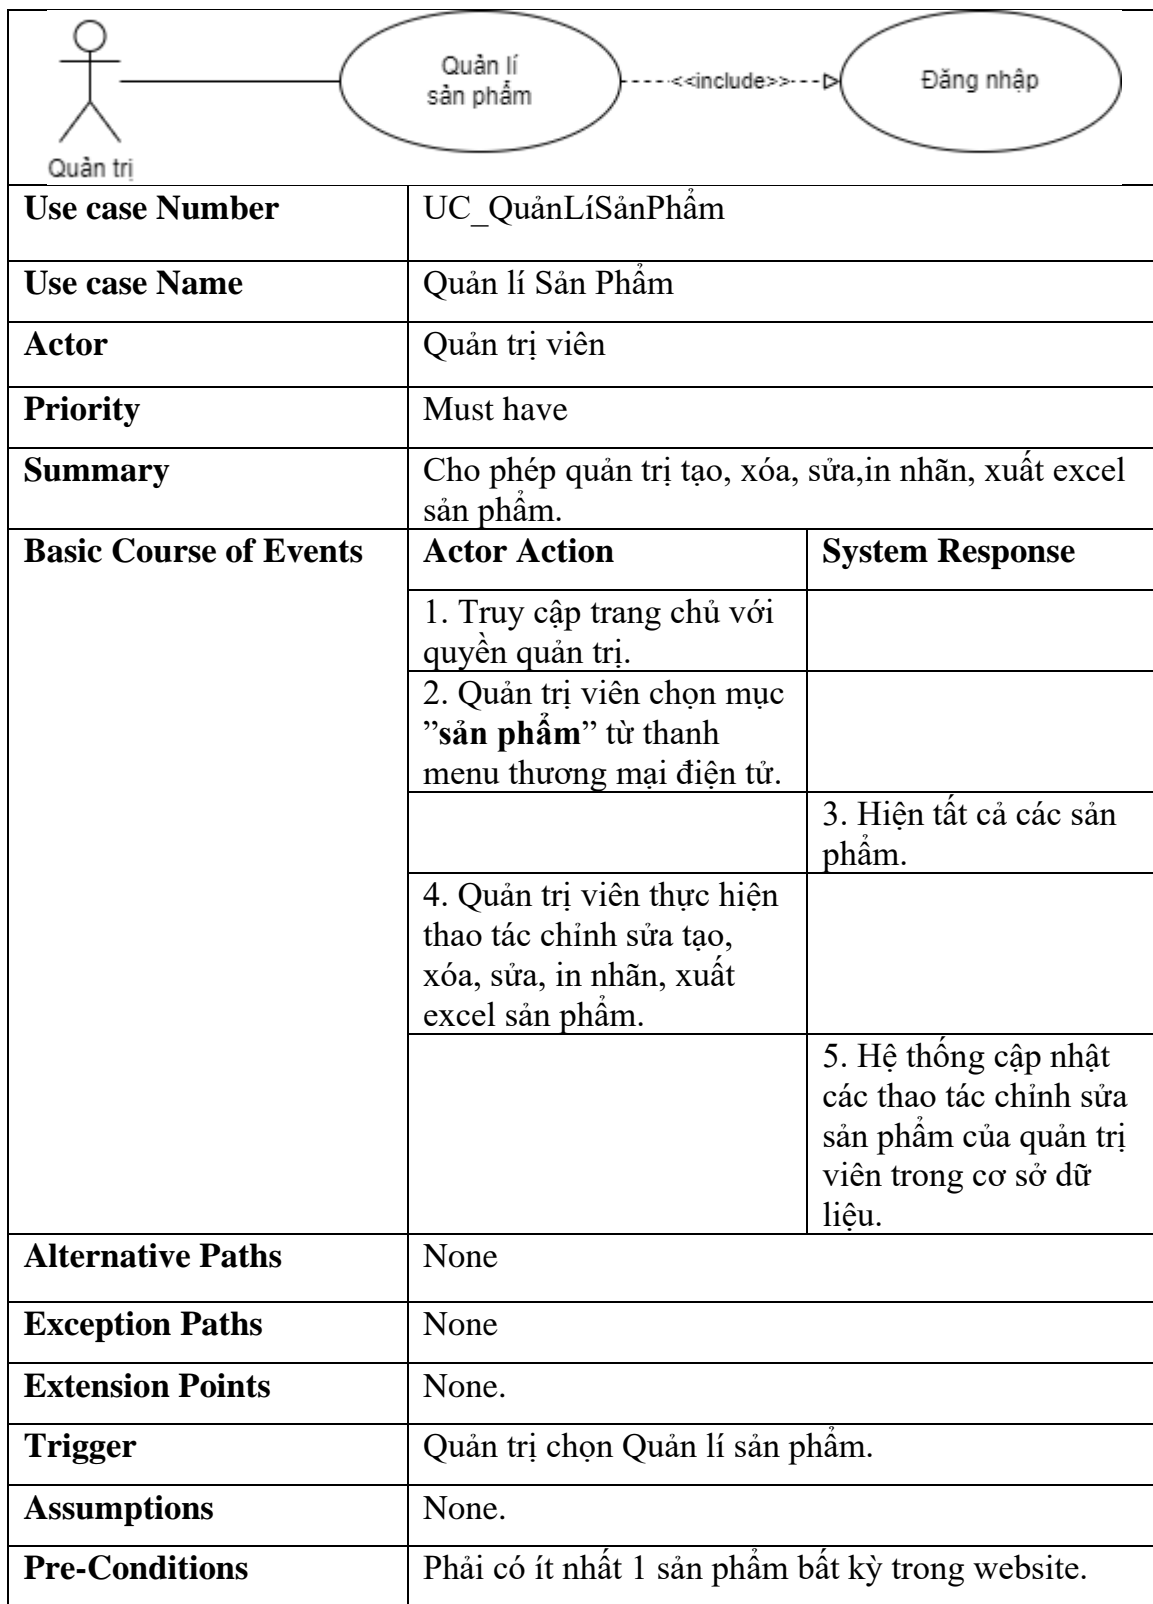 Quản lí
sản phẩm
<<include>>
Đăng nhập
Quản trị
Use case Number
UC_QuảnLíSảnPhẩm
Use case Name
Quản lí Sản Phẩm
Actor
Quản trị viên
Priority
Must have
Summary
Cho phép quản trị tạo, xóa, sửa,in nhãn, xuất excel
sản phẩm.
Basic Course of Events
Actor Action
System Response
1. Truy cập trang chủ với
quyền quản trị.
2. Quản trị viên chọn mục
”sản phẩm” từ thanh
menu thương mại điện tử.
3. Hiện tất cả các sản
phẩm.
4. Quản trị viên thực hiện
thao tác chỉnh sửa tạo,
xóa, sửa, in nhãn, xuất
excel sản phẩm.
5. Hệ thống cập nhật
các thao tác chỉnh sửa
sản phẩm của quản trị
viên trong cơ sở dữ
liệu.
Alternative Paths
None
Exception Paths
None
Extension Points
None.
Trigger
Quản trị chọn Quản lí sản phẩm.
Assumptions
None.
Pre-Conditions
Phải có ít nhất 1 sản phẩm bất kỳ trong website.